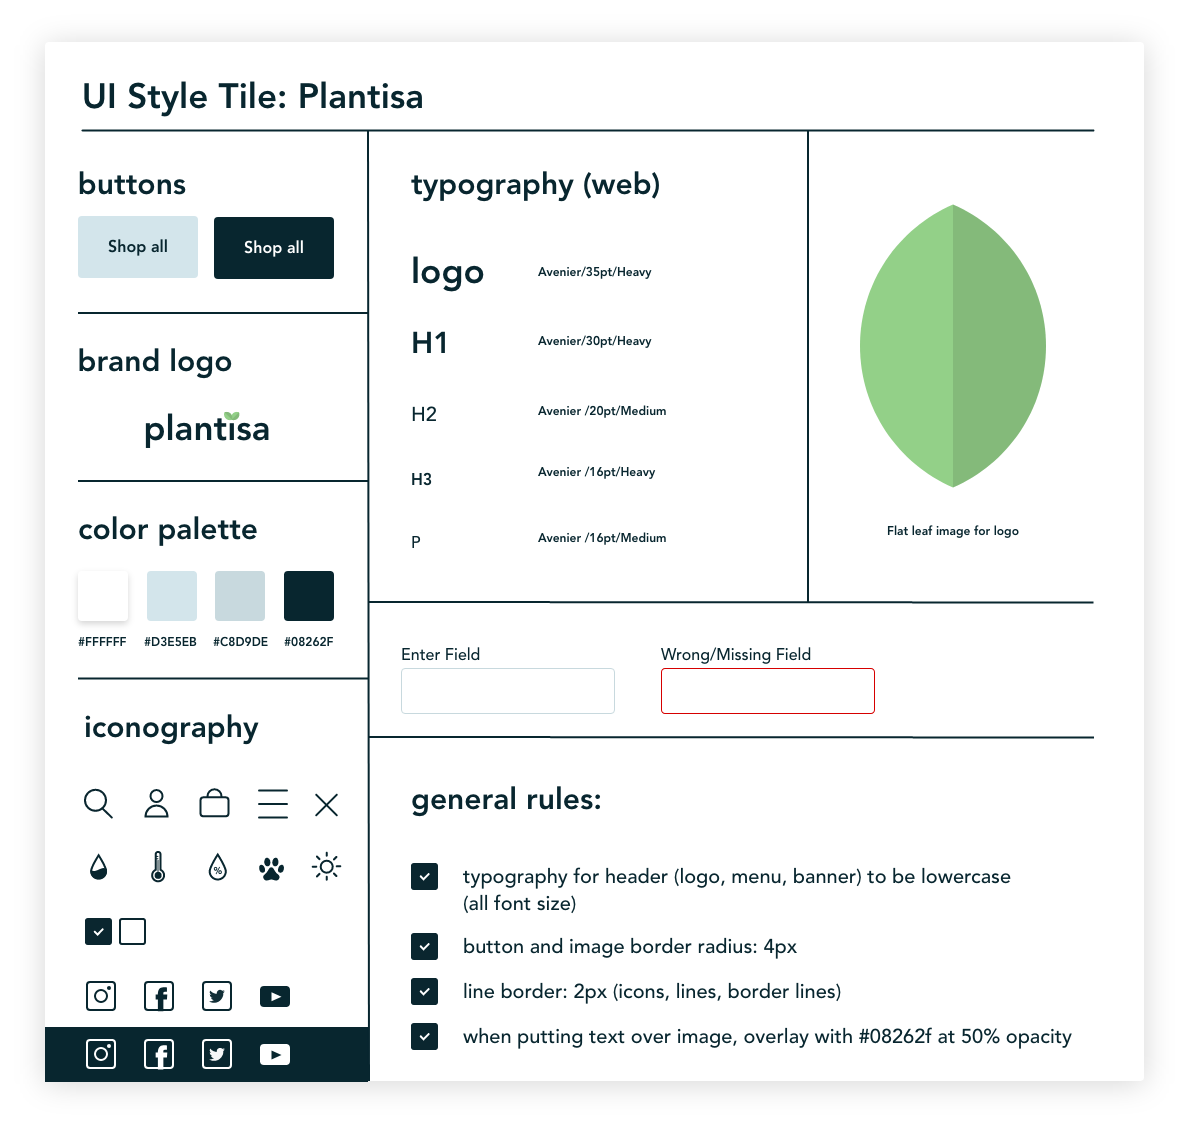 UI Style Tile: Plantisa
buttons
Shop all
Shop all
brand logo
plantisa
color palette
#FFFFFF
#D3E5EB
#C8D9DE
#08262F
iconography
%
typography (web)
logo
Avenier/35pt/Heavy
H1
Avenier/30pt/Heavy
H2
Avenier /20pt/Medium
H3
Avenier /16pt/Heavy
P
Avenier /16pt/Medium
Flat leaf image for logo
Enter Field
Wrong/Missing Field
general rules:
typography for header (logo, menu, banner) to be lowercase
(all font size)
button and image border radius: 4px
line border: 2px (icons, lines, border lines)
when putting text over image, overlay with #08262f at 50% opacity